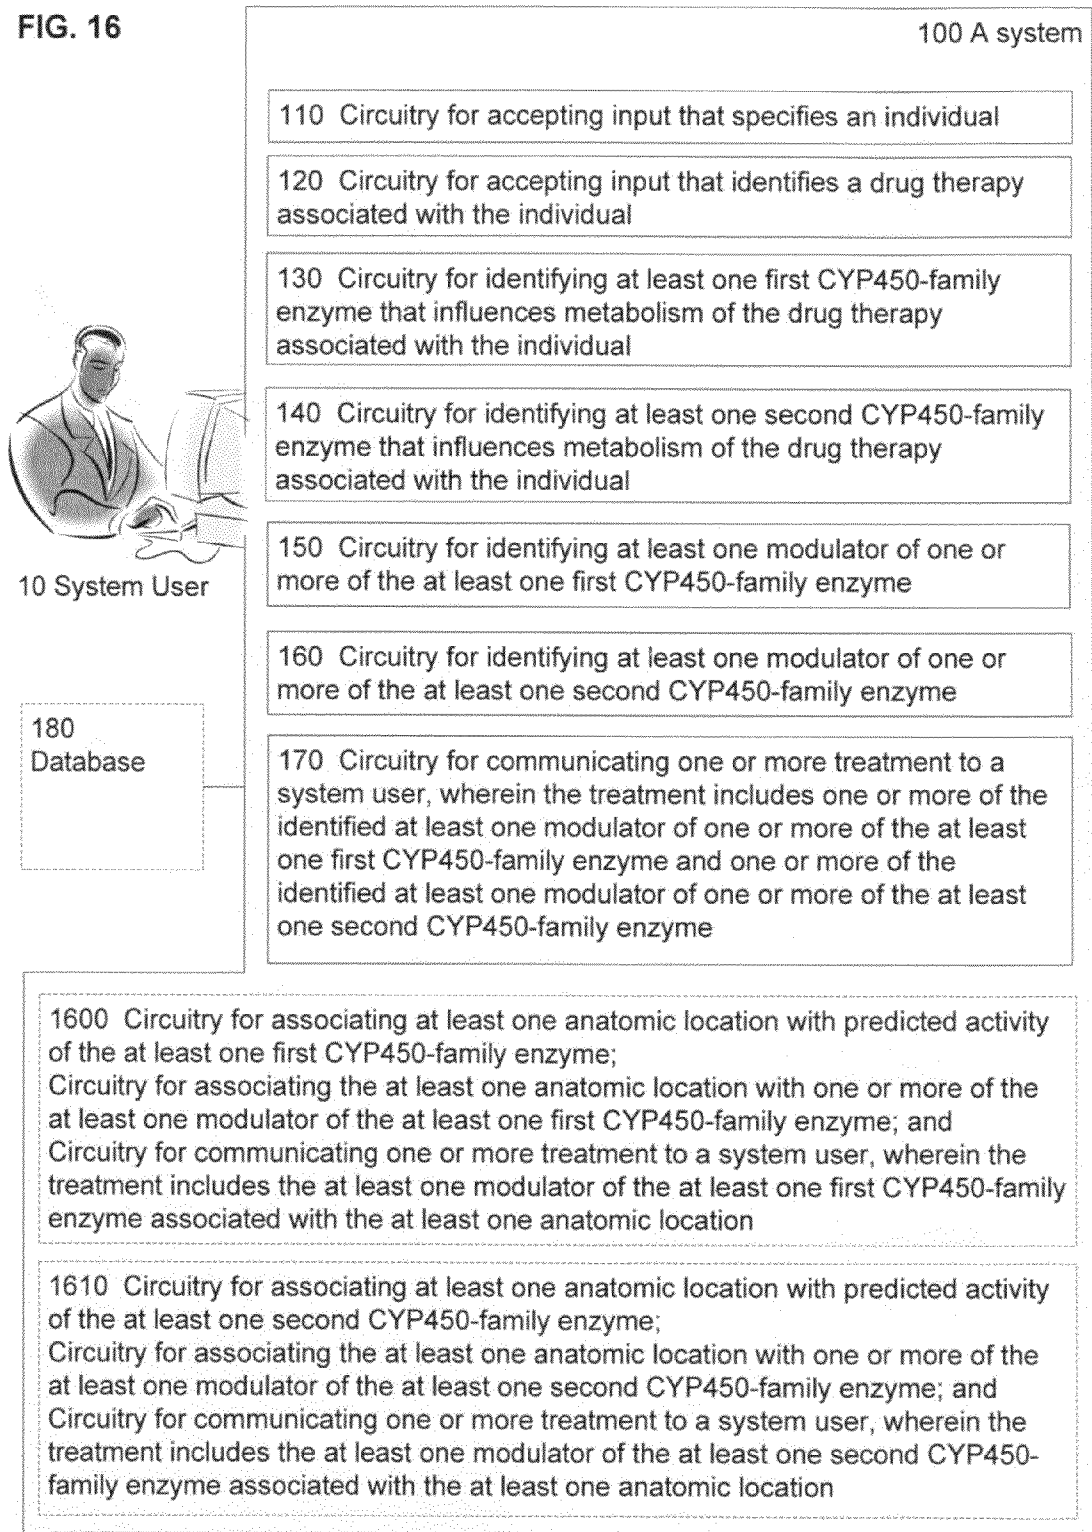 FIG. 16
100 A system
110 Circuitry for accepting input that specifies an individual
120 Circuitry for accepting input that identifies a drug therapy
associated with the individual
130 Circuitry for identifying at least one first CYP450-family
enzyme that influences metabolism of the drug therapy
associated with the individual
140 Circuitry for identifying at least one second CYP450-family
enzyme that influences metabolism of the drug therapy
associated with the individual
150 Circuitry for identifying at least one modulator of one or
more of the at least one first CYP450-family enzyme
10 System User
160 Circuitry for identifying at least one modulator of one or
more of the at least one second CYP450-family enzyme
180
Database
170 Circuitry for communicating one or more treatment to a
system user, wherein the treatment includes one or more of the
identified at least one modulator of one or more of the at least
one first CYP450-family enzyme and one or more of the
identified at least one modulator of one or more of the at least
one second CYP450-family enzyme
1600 Circuitry for associating at least one anatomic location with predicted activity
of the at least one first CYP450-family enzyme;
Circuitry for associating the at least one anatomic location with one or more of the
at least one modulator of the at least one first CYP450-family enzyme; and
Circuitry for communicating one or more treatment to a system user, wherein the
treatment includes the at least one modulator of the at least one first CYP450-family
enzyme associated with the at least one anatomic location
1610 Circuitry for associating at least one anatomic location with predicted activity
of the at least one second CYP450-family enzyme;
Circuitry for associating the at least one anatomic location with one or more of the
at least one modulator of the at least one second CYP450-family enzyme; and
Circuitry for communicating one or more treatment to a system user, wherein the
treatment includes the at least one modulator of the at least one second CYP450-
family enzyme associated with the at least one anatomic location